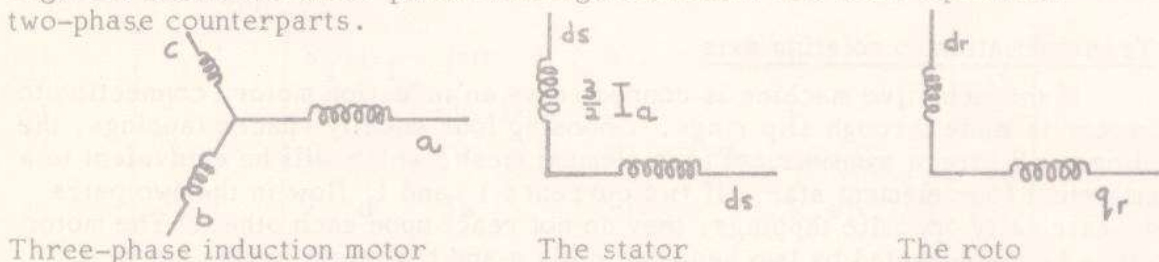 two-phase counterparts.
c
ds
dr
3/2 Ia
a
b
ds
qr
Three-phase induction motor
The stator
The roto